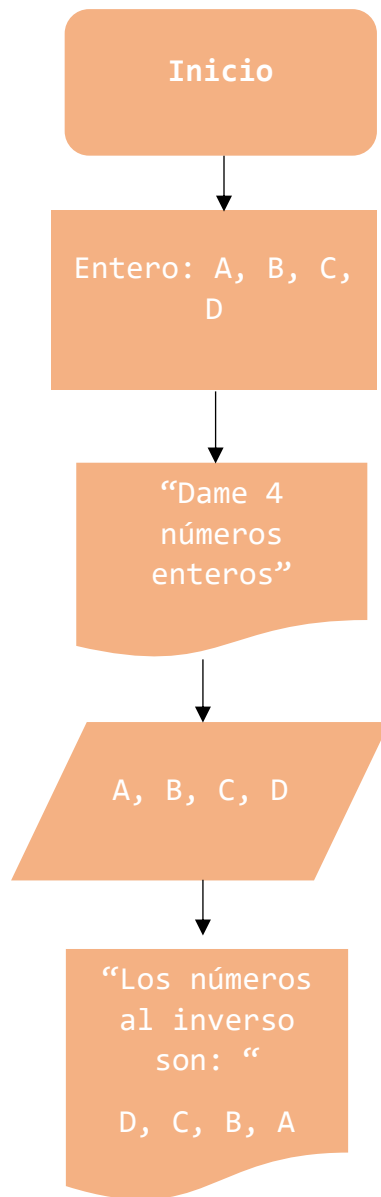 Inicio
Entero: A, B, C,
D
“Dame 4
números
enteros”
A, B, C, D
“Los números
al inverso
son: “
D, C, B, A